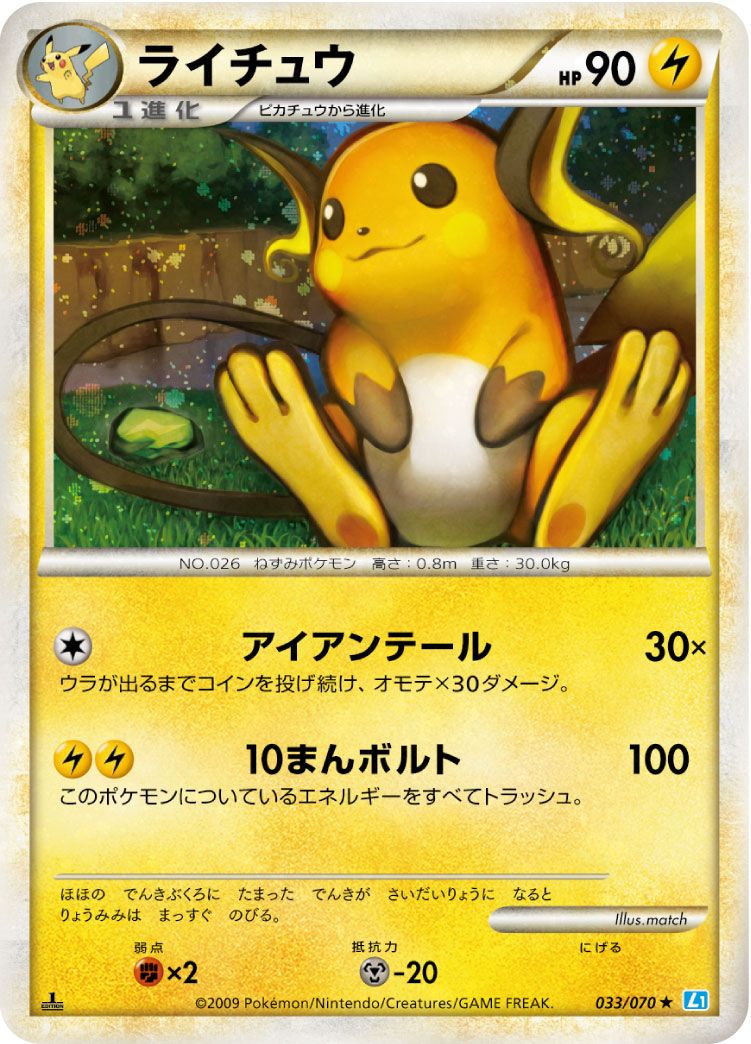 ライチュウ
HP 90
1進化
ピカチュウから進化
NO.026 ねずみポケモン 高さ:0.8m 重さ:30.0kg
アイアンテール 30×
ウラが出るまでコインを投げ続け、オモテ×30ダメージ。
10まんボルト 100
このポケモンについているエネルギーをすべてトラッシュ。
ほほの でんきぶくろに たまった でんきが さいだいりょうに なると
りょうみみは まっすぐ のびる。
Illus.match
弱点 抵抗力 にげる
×2 -20
1 EDITION ©2009 Pokémon/Nintendo/Creatures/GAME FREAK. 033/070 ★ L1